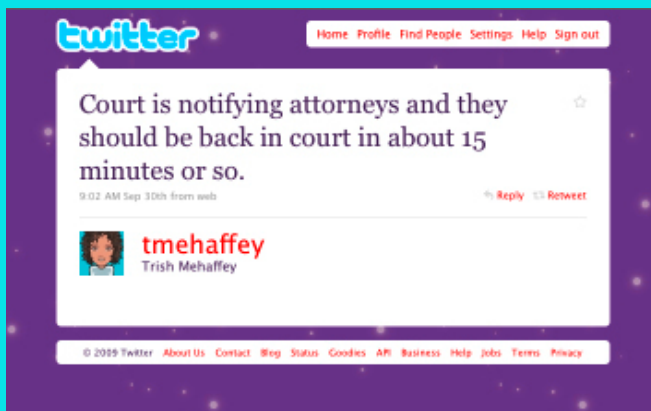 twitter
Home Profile Find People Settings Help Sign out
Court is notifying attorneys and they
should be back in court in about 15
minutes or so.
9:02 AM Sep 30th from web
Reply Retweet
tmehaffey
Trish Mehaffey
© 2009 Twitter About Us Contact Blog Status Goodies API Business Help Jobs Terms Privacy